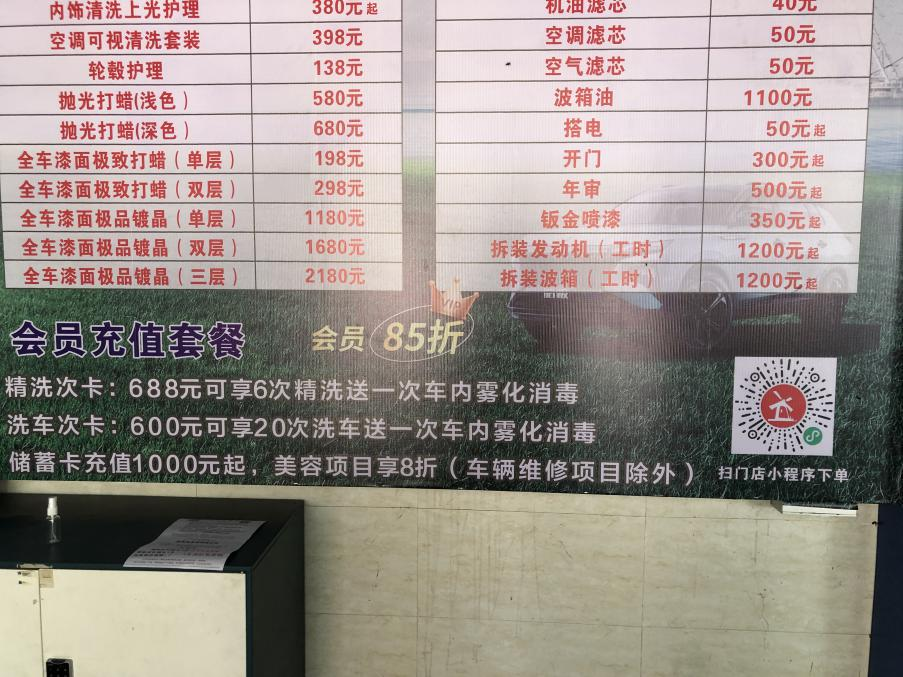 内饰清洗上光护理 380元起
空调可视清洗套装 398元
轮毂护理 138元
抛光打蜡(浅色) 580元
抛光打蜡(深色) 680元
全车漆面极致打蜡（单层） 198元
全车漆面极致打蜡（双层） 298元
全车漆面极品镀晶（单层） 1180元
全车漆面极品镀晶（双层） 1680元
全车漆面极品镀晶（三层） 2180元
机油滤芯 40元
空调滤芯 50元
空气滤芯 50元
波箱油 1100元
搭电 50元起
开门 300元起
年审 500元起
钣金喷漆 350元起
拆装发动机（工时） 1200元起
拆装波箱（工时） 1200元起
会员充值套餐
会员 85折
VIP
精洗次卡：688元可享6次精洗送一次车内雾化消毒
洗车次卡：600元可享20次洗车送一次车内雾化消毒
储蓄卡充值1000元起，美容项目享8折（车辆维修项目除外）
扫门店小程序下单